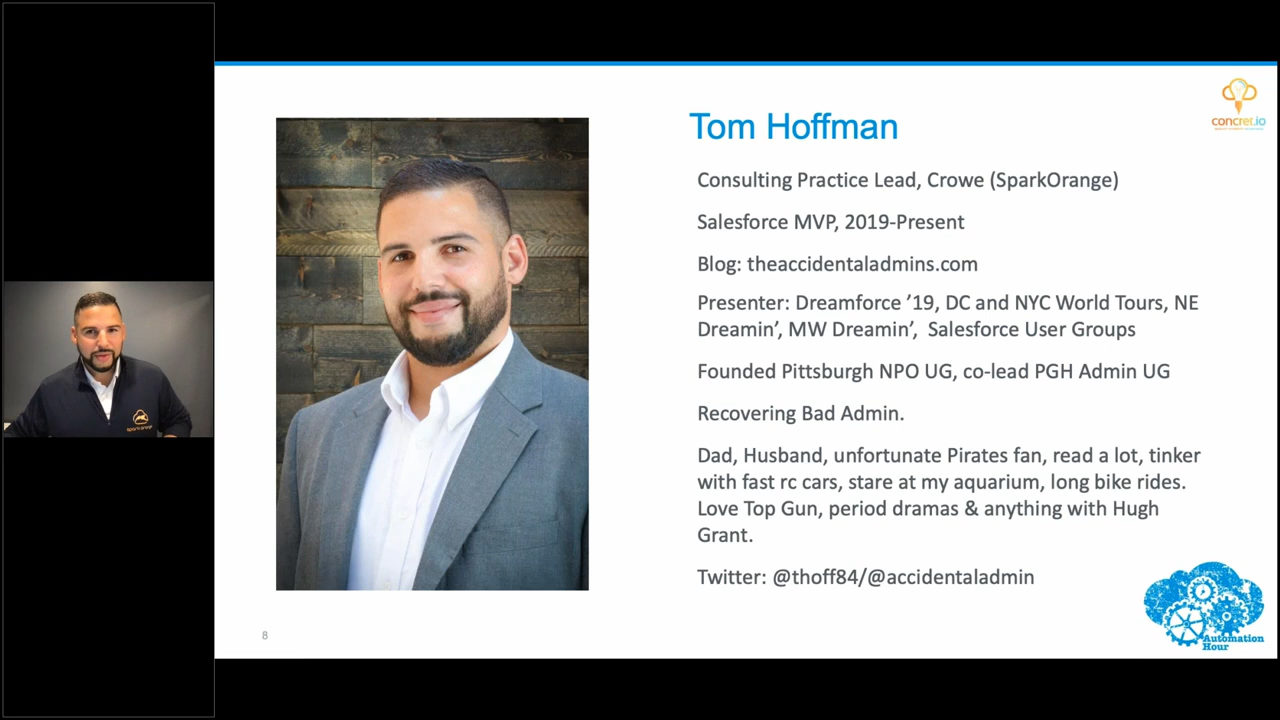 concret.io
Tom Hoffman
Consulting Practice Lead, Crowe (SparkOrange)
Salesforce MVP, 2019-Present
Blog: theaccidentaladmins.com
Presenter: Dreamforce ’19, DC and NYC World Tours, NE
Dreamin’, MW Dreamin’,  Salesforce User Groups
Founded Pittsburgh NPO UG, co-lead PGH Admin UG
Recovering Bad Admin.
Dad, Husband, unfortunate Pirates fan, read a lot, tinker
with fast rc cars, stare at my aquarium, long bike rides.
Love Top Gun, period dramas & anything with Hugh
Grant.
Twitter: @thoff84/@accidentaladmin
8
Automation
Hour